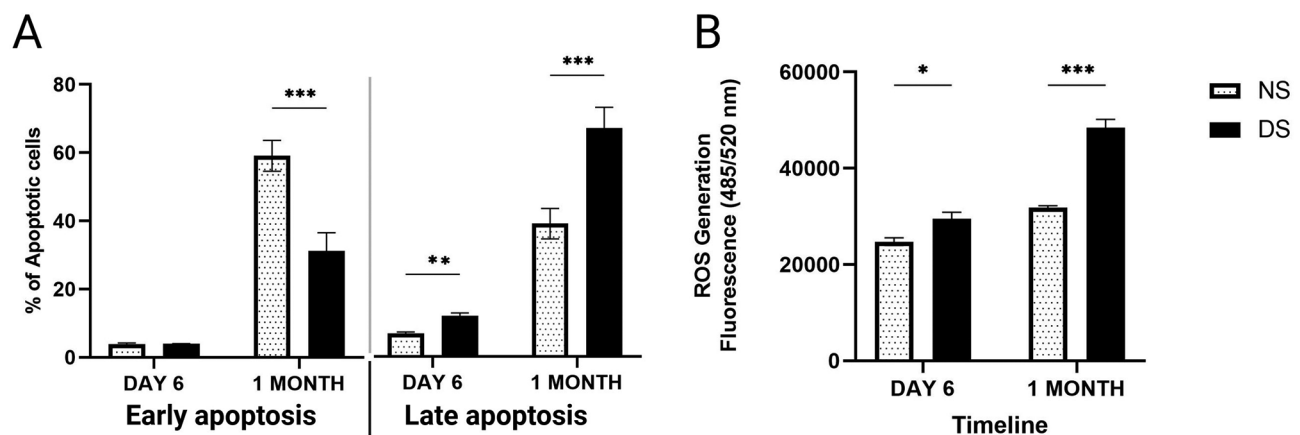 A
% of Apoptotic cells
80
60
40
20
0
***
**
***
DAY 6
1 MONTH
DAY 6
1 MONTH
Early apoptosis
Late apoptosis
B
ROS Generation
Fluorescence (485/520 nm)
60000
40000
20000
0
*
***
DAY 6
1 MONTH
Timeline
NS
DS